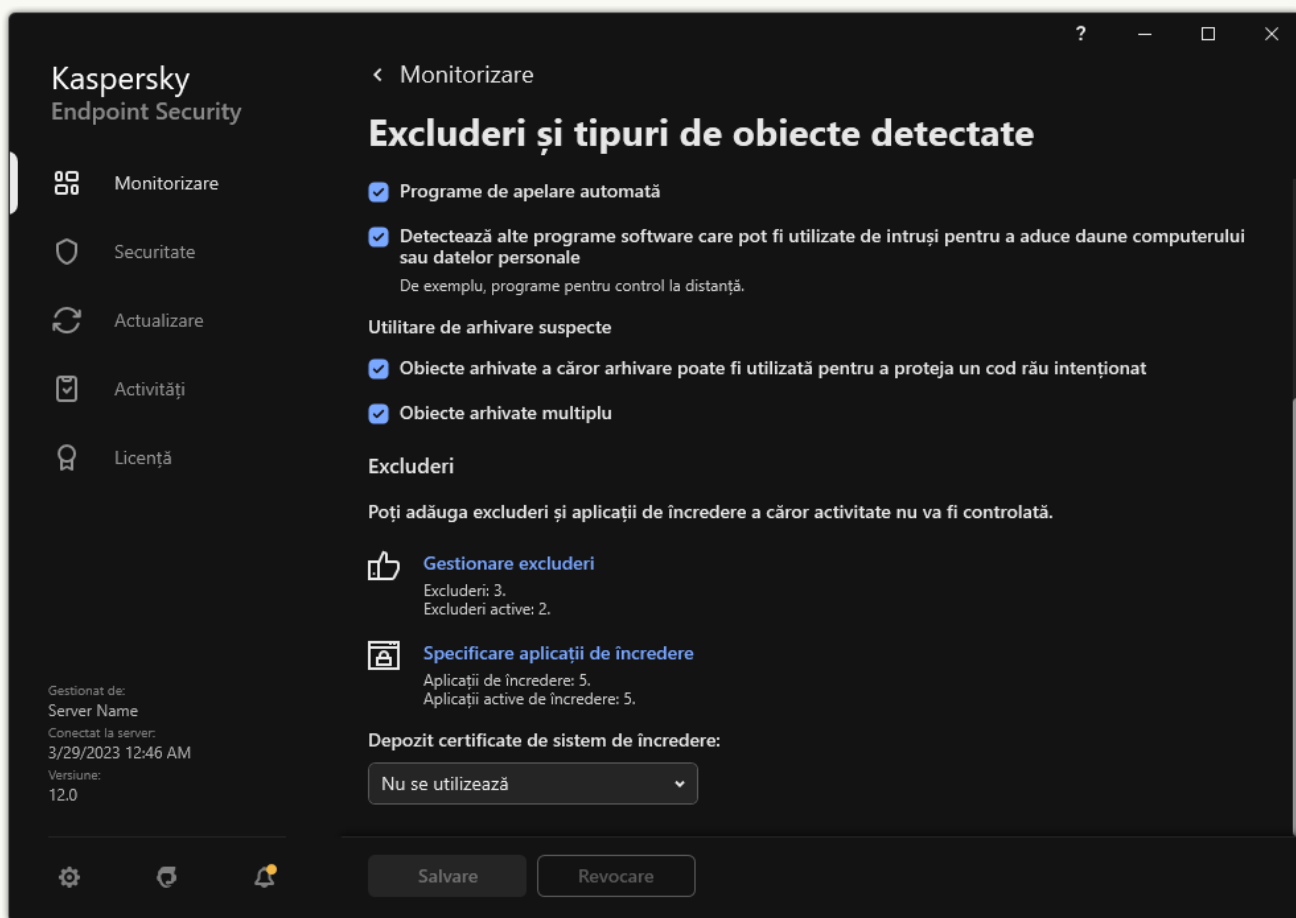 Kaspersky
Endpoint Security
Monitorizare
Securitate
Actualizare
Activități
Licență
Gestionat de:
Server Name
Conectat la server:
3/29/2023 12:46 AM
Versiune:
12.0
?
Monitorizare
Excluderi și tipuri de obiecte detectate
Programe de apelare automată
Detectează alte programe software care pot fi utilizate de intruși pentru a aduce daune computerului
sau datelor personale
De exemplu, programe pentru control la distanță.
Utilitare de arhivare suspecte
Obiecte arhivate a căror arhivare poate fi utilizată pentru a proteja un cod rău intenționat
Obiecte arhivate multiplu
Excluderi
Poți adăuga excluderi și aplicații de încredere a căror activitate nu va fi controlată.
Gestionare excluderi
Excluderi: 3.
Excluderi active: 2.
Specificare aplicații de încredere
Aplicații de încredere: 5.
Aplicații active de încredere: 5.
Depozit certificate de sistem de încredere:
Nu se utilizează
Salvare
Revocare